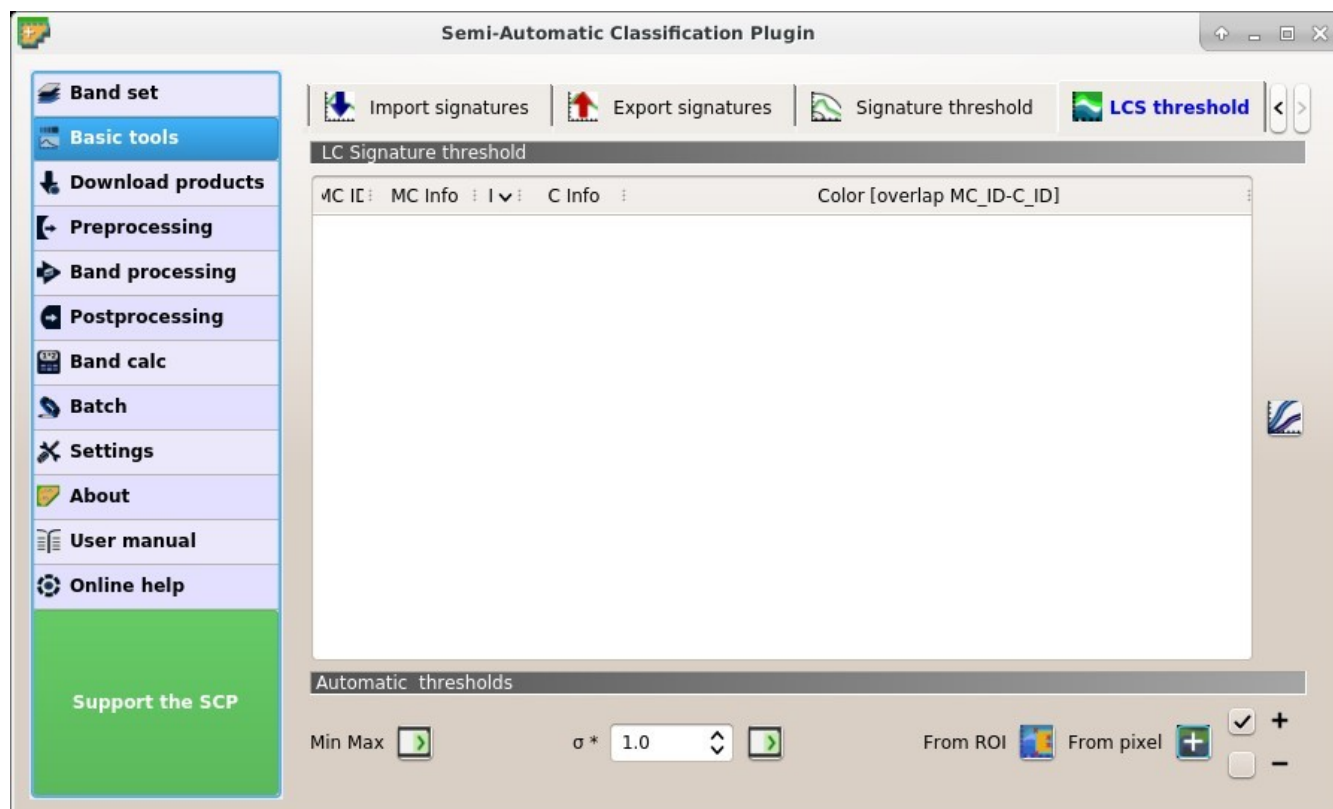 Semi-Automatic Classification Plugin
Band set
Basic tools
Download products
Preprocessing
Band processing
Postprocessing
Band calc
Batch
Settings
About
User manual
Online help
Support the SCP
Import signatures
Export signatures
Signature threshold
LCS threshold
< >
LC Signature threshold
MC Info
C Info
Color [overlap MC_ID-C_ID]
Automatic thresholds
Min Max
σ * 1.0
From ROI
From pixel
+
−